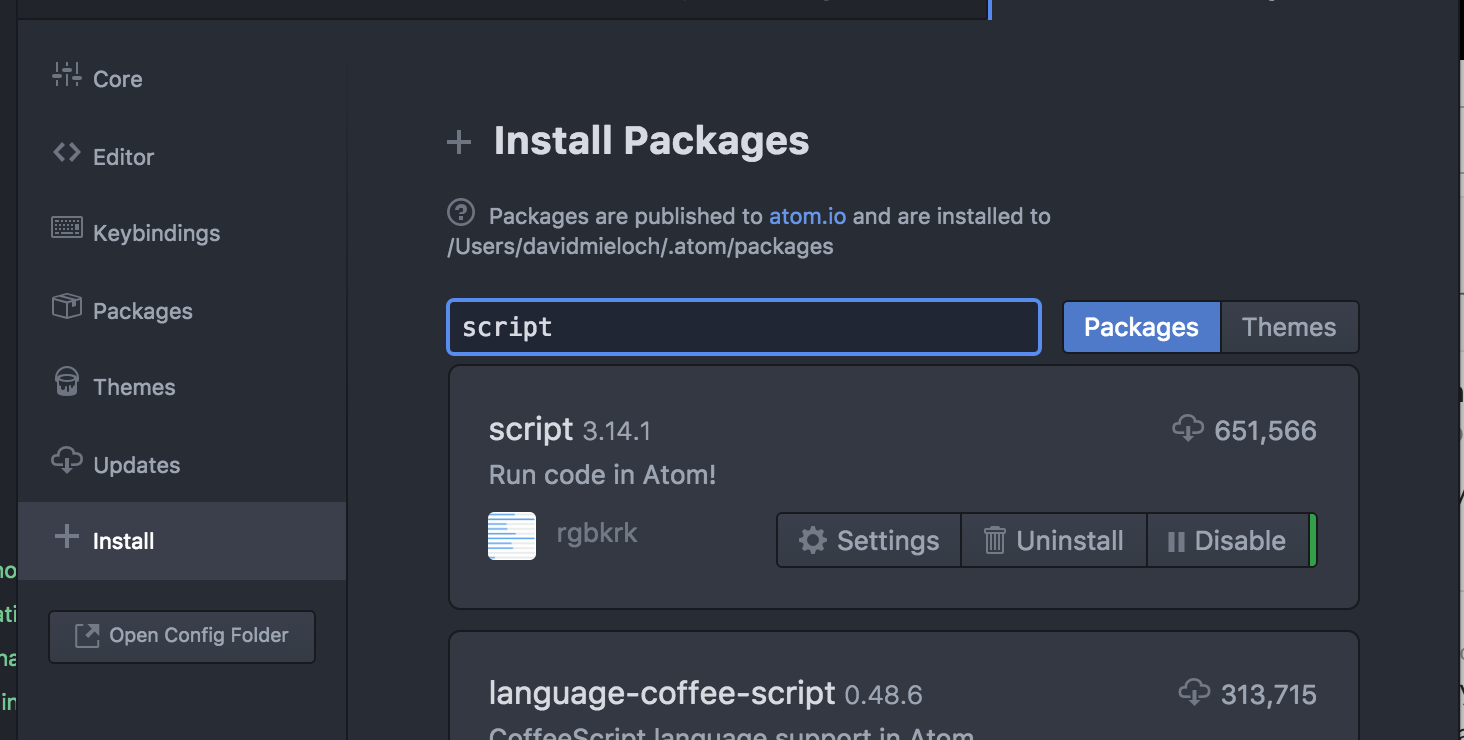 Core
Editor
Keybindings
Packages
Themes
Updates
Install
Open Config Folder
Install Packages
Packages are published to atom.io and are installed to
/Users/davidmieloch/.atom/packages
script
Packages Themes
script 3.14.1 651,566
Run code in Atom!
rgbkrk Settings Uninstall Disable
language-coffee-script 0.48.6 313,715
CoffeeScript language support in Atom